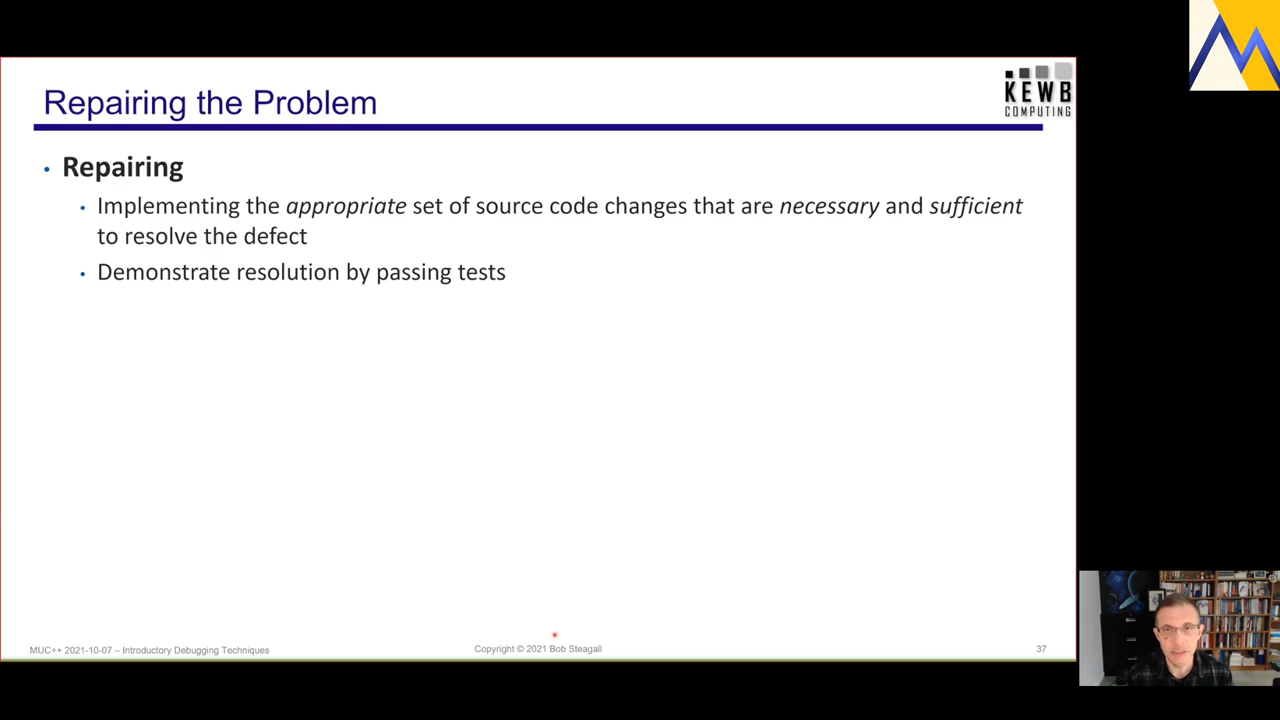 Repairing the Problem
KEWB
COMPUTING
• Repairing
• Implementing the appropriate set of source code changes that are necessary and sufficient
to resolve the defect
• Demonstrate resolution by passing tests
MUC++ 2021-10-07 – Introductory Debugging Techniques
Copyright © 2021 Bob Steagall
37